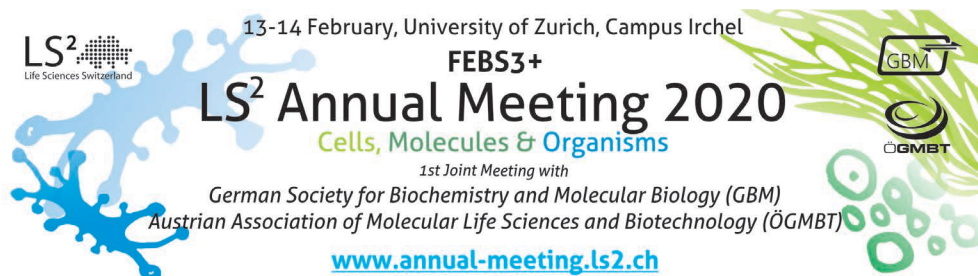 LS²
Life Sciences Switzerland
13-14 February, University of Zurich, Campus Irchel
FEBS3+
LS² Annual Meeting 2020
Cells, Molecules & Organisms
1st Joint Meeting with
German Society for Biochemistry and Molecular Biology (GBM)
Austrian Association of Molecular Life Sciences and Biotechnology (ÖGMBT)
www.annual-meeting.ls2.ch
GBM
ÖGMBT